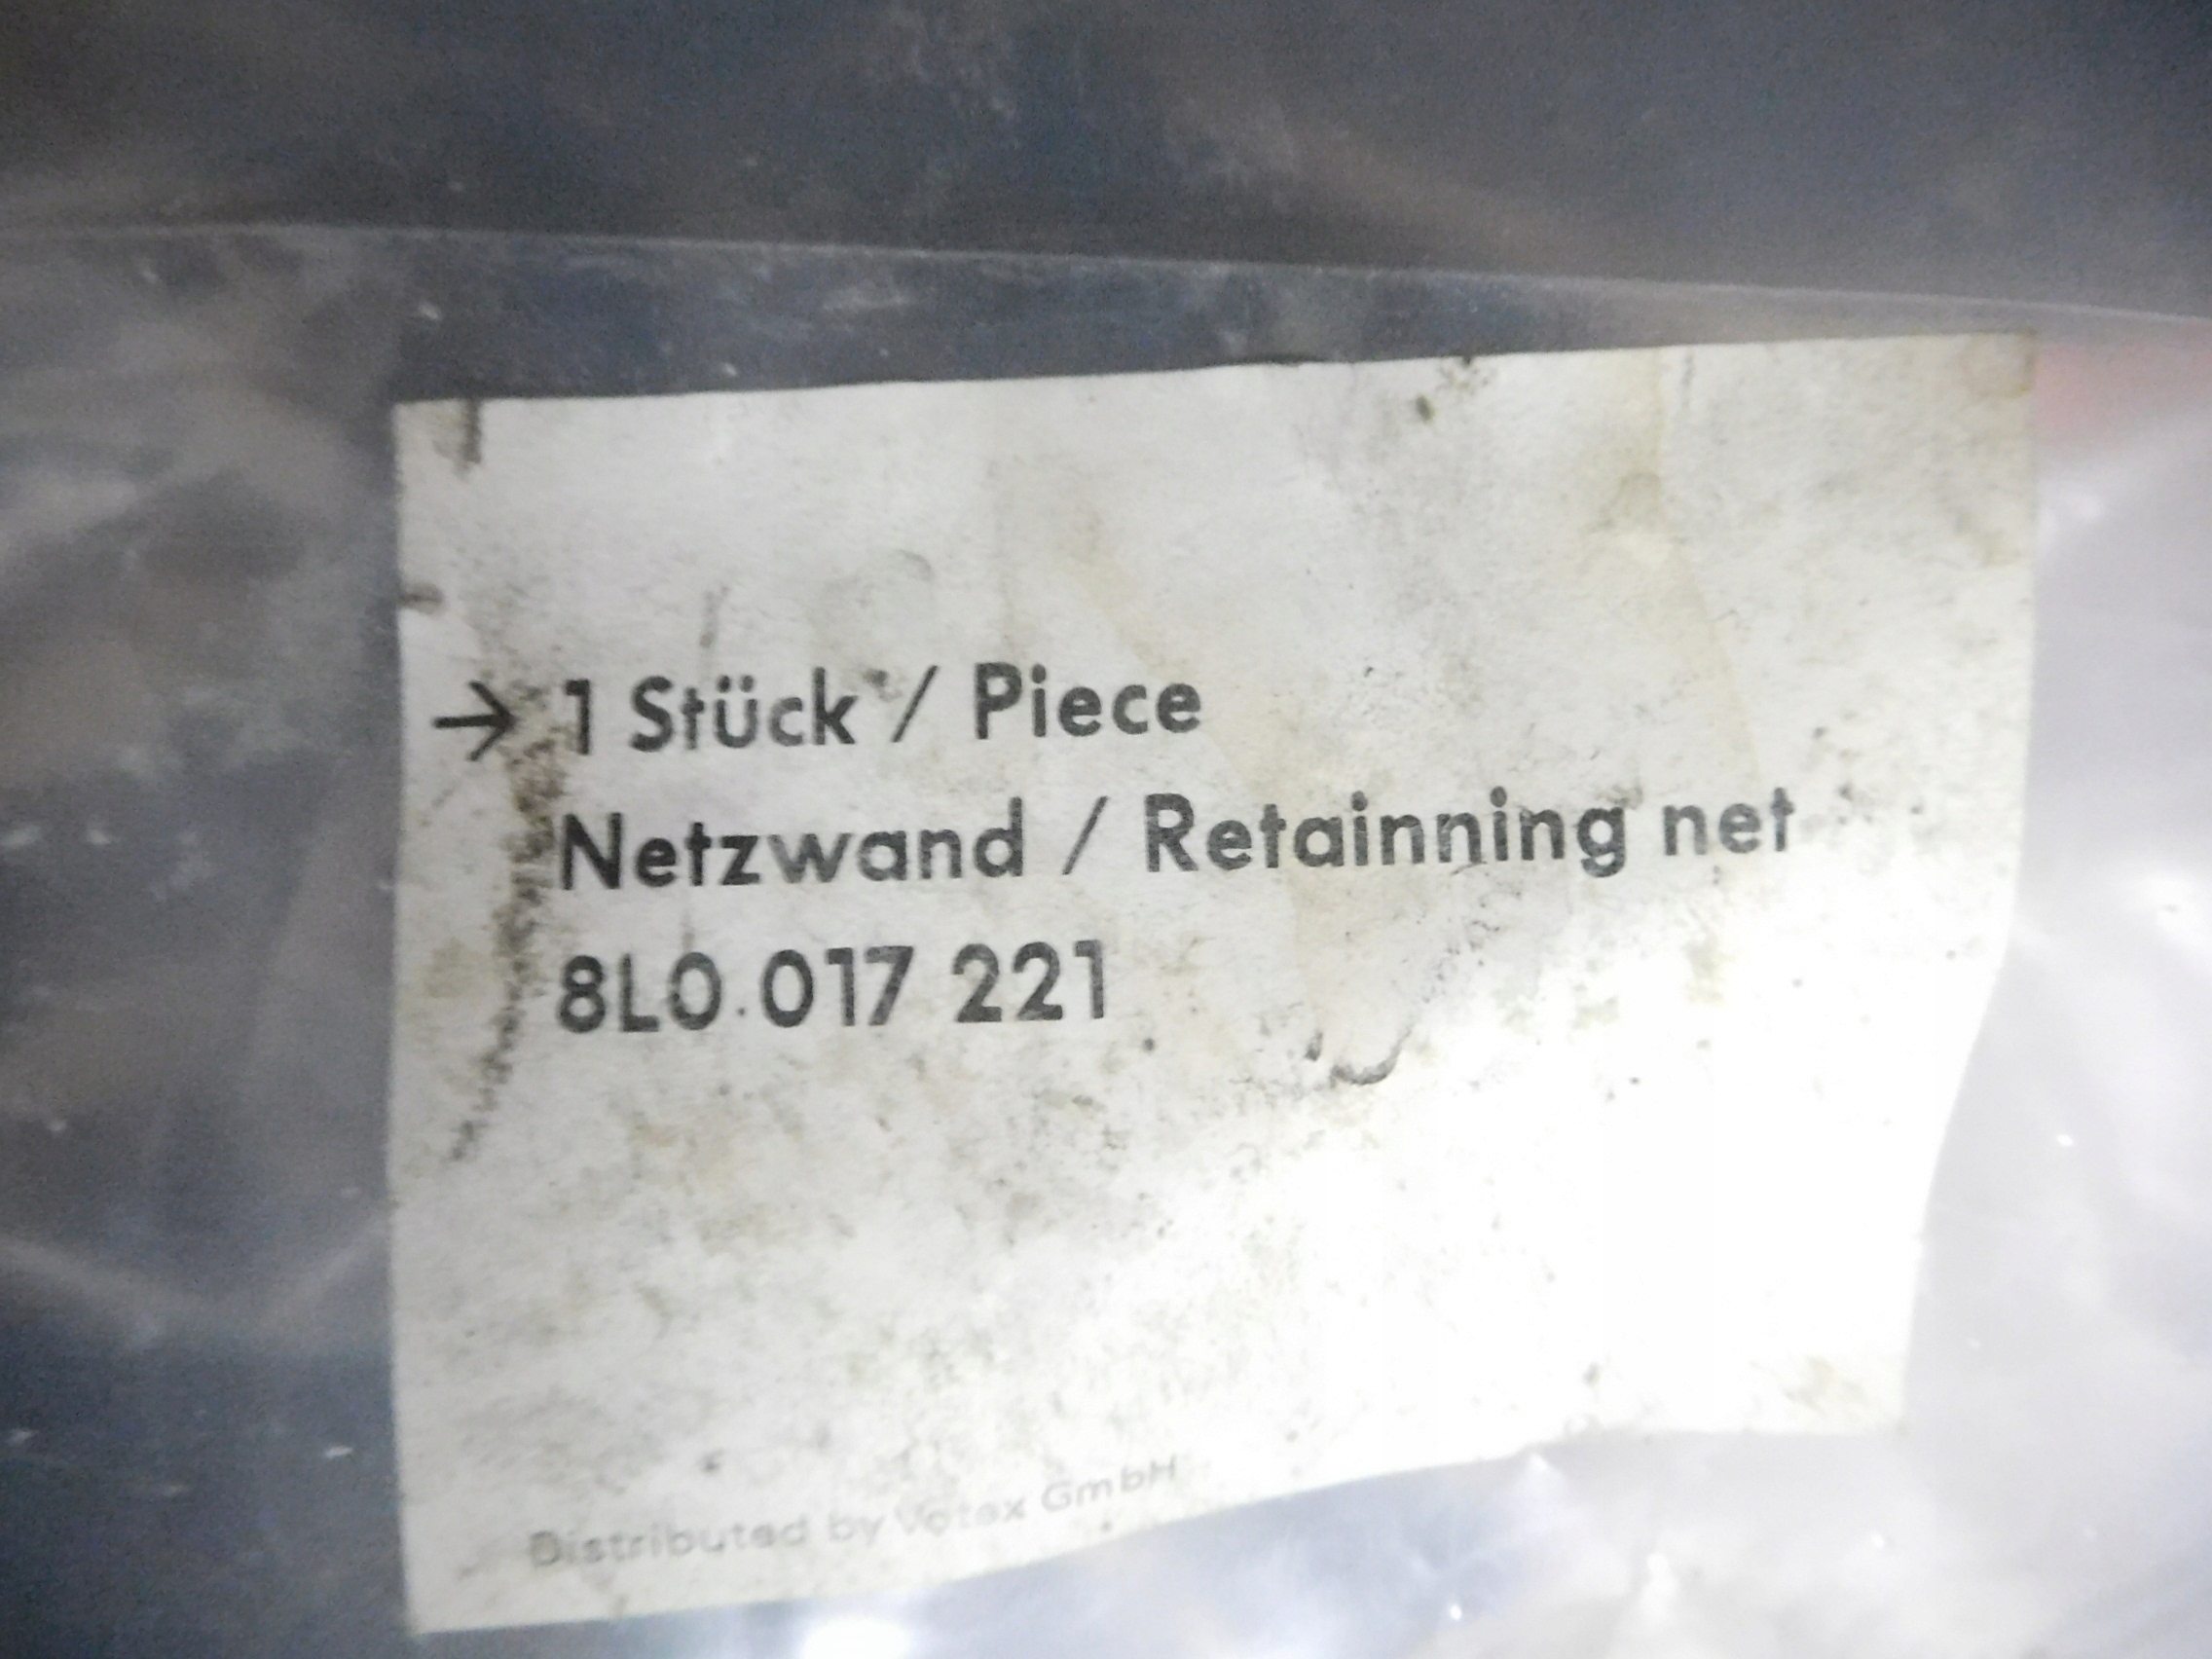 → 1 Stück / Piece
Netzwand / Retainning net
8L0.017 221
Distributed by Votex GmbH